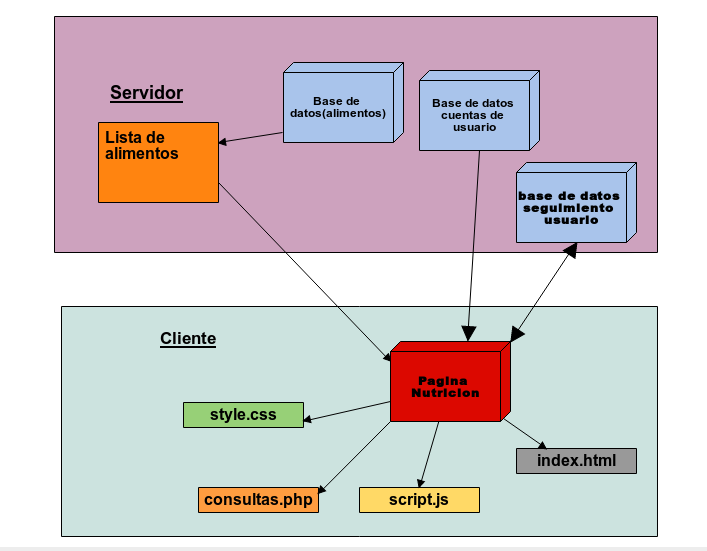 Servidor
Base de
datos(alimentos)
Base de datos
cuentas de
usuario
Lista de
alimentos
base de datos
seguimiento
usuario
Cliente
Pagina
Nutricion
style.css
index.html
consultas.php
script.js